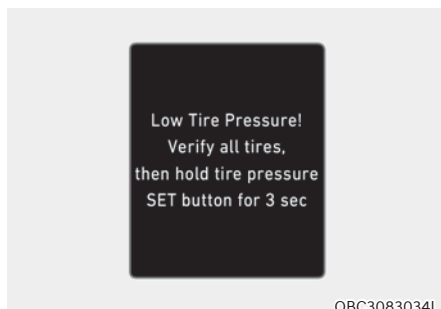 Low Tire Pressure!
Verify all tires,
then hold tire pressure
SET button for 3 sec
OBC3083034L